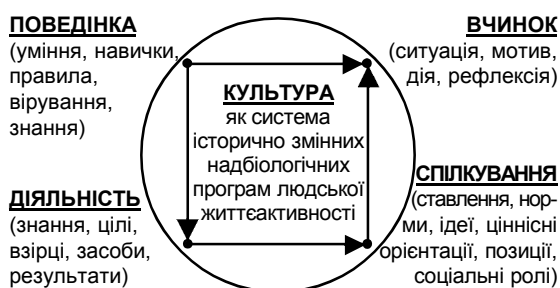 ПОВЕДІНКА
(уміння, навички,
правила,
вірування,
знання)
ВЧИНОК
(ситуація, мотив,
дія, рефлексія)
КУЛЬТУРА
як система
історично змінних
надбіологічних
програм людської
життєактивності
ДІЯЛЬНІСТЬ
(знання, цілі,
взірці, засоби,
результати)
СПІЛКУВАННЯ
(ставлення, нор-
ми, ідеї, ціннісні
орієнтації, позиції,
соціальні ролі)